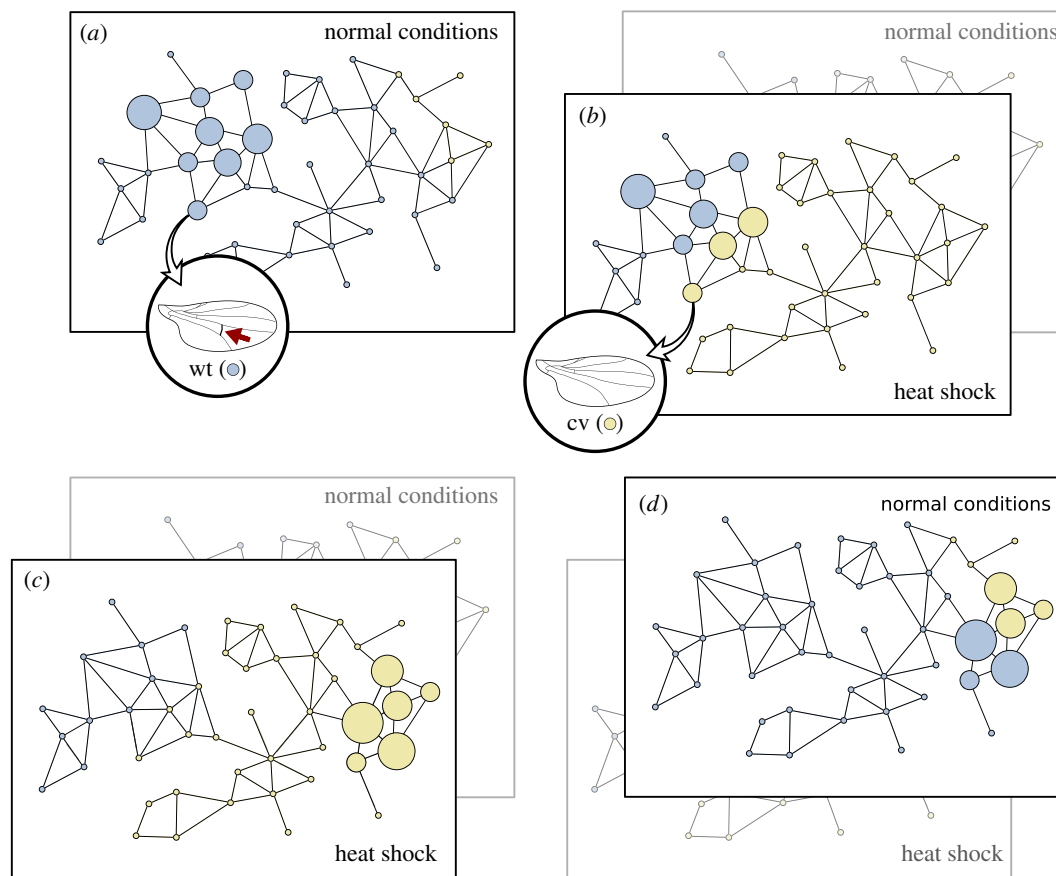 (a)
normal conditions
wt ( )
normal conditions
(b)
cv ( )
heat shock
normal conditions
(c)
heat shock
(d)
normal conditions
heat shock